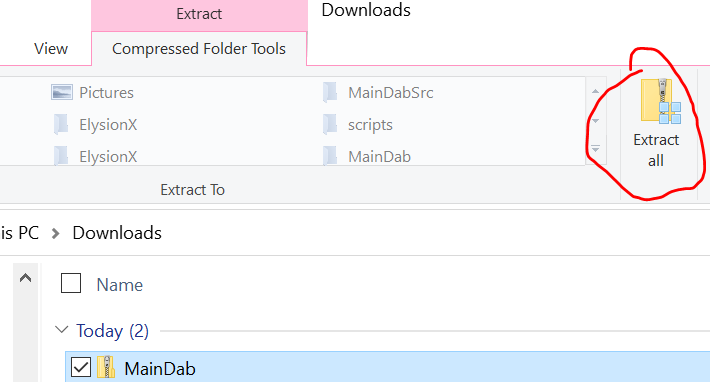 Extract
Downloads
View
Compressed Folder Tools
Pictures
MainDabSrc
ElysionX
scripts
ElysionX
MainDab
Extract
all
Extract To
is PC > Downloads
Name
Today (2)
MainDab